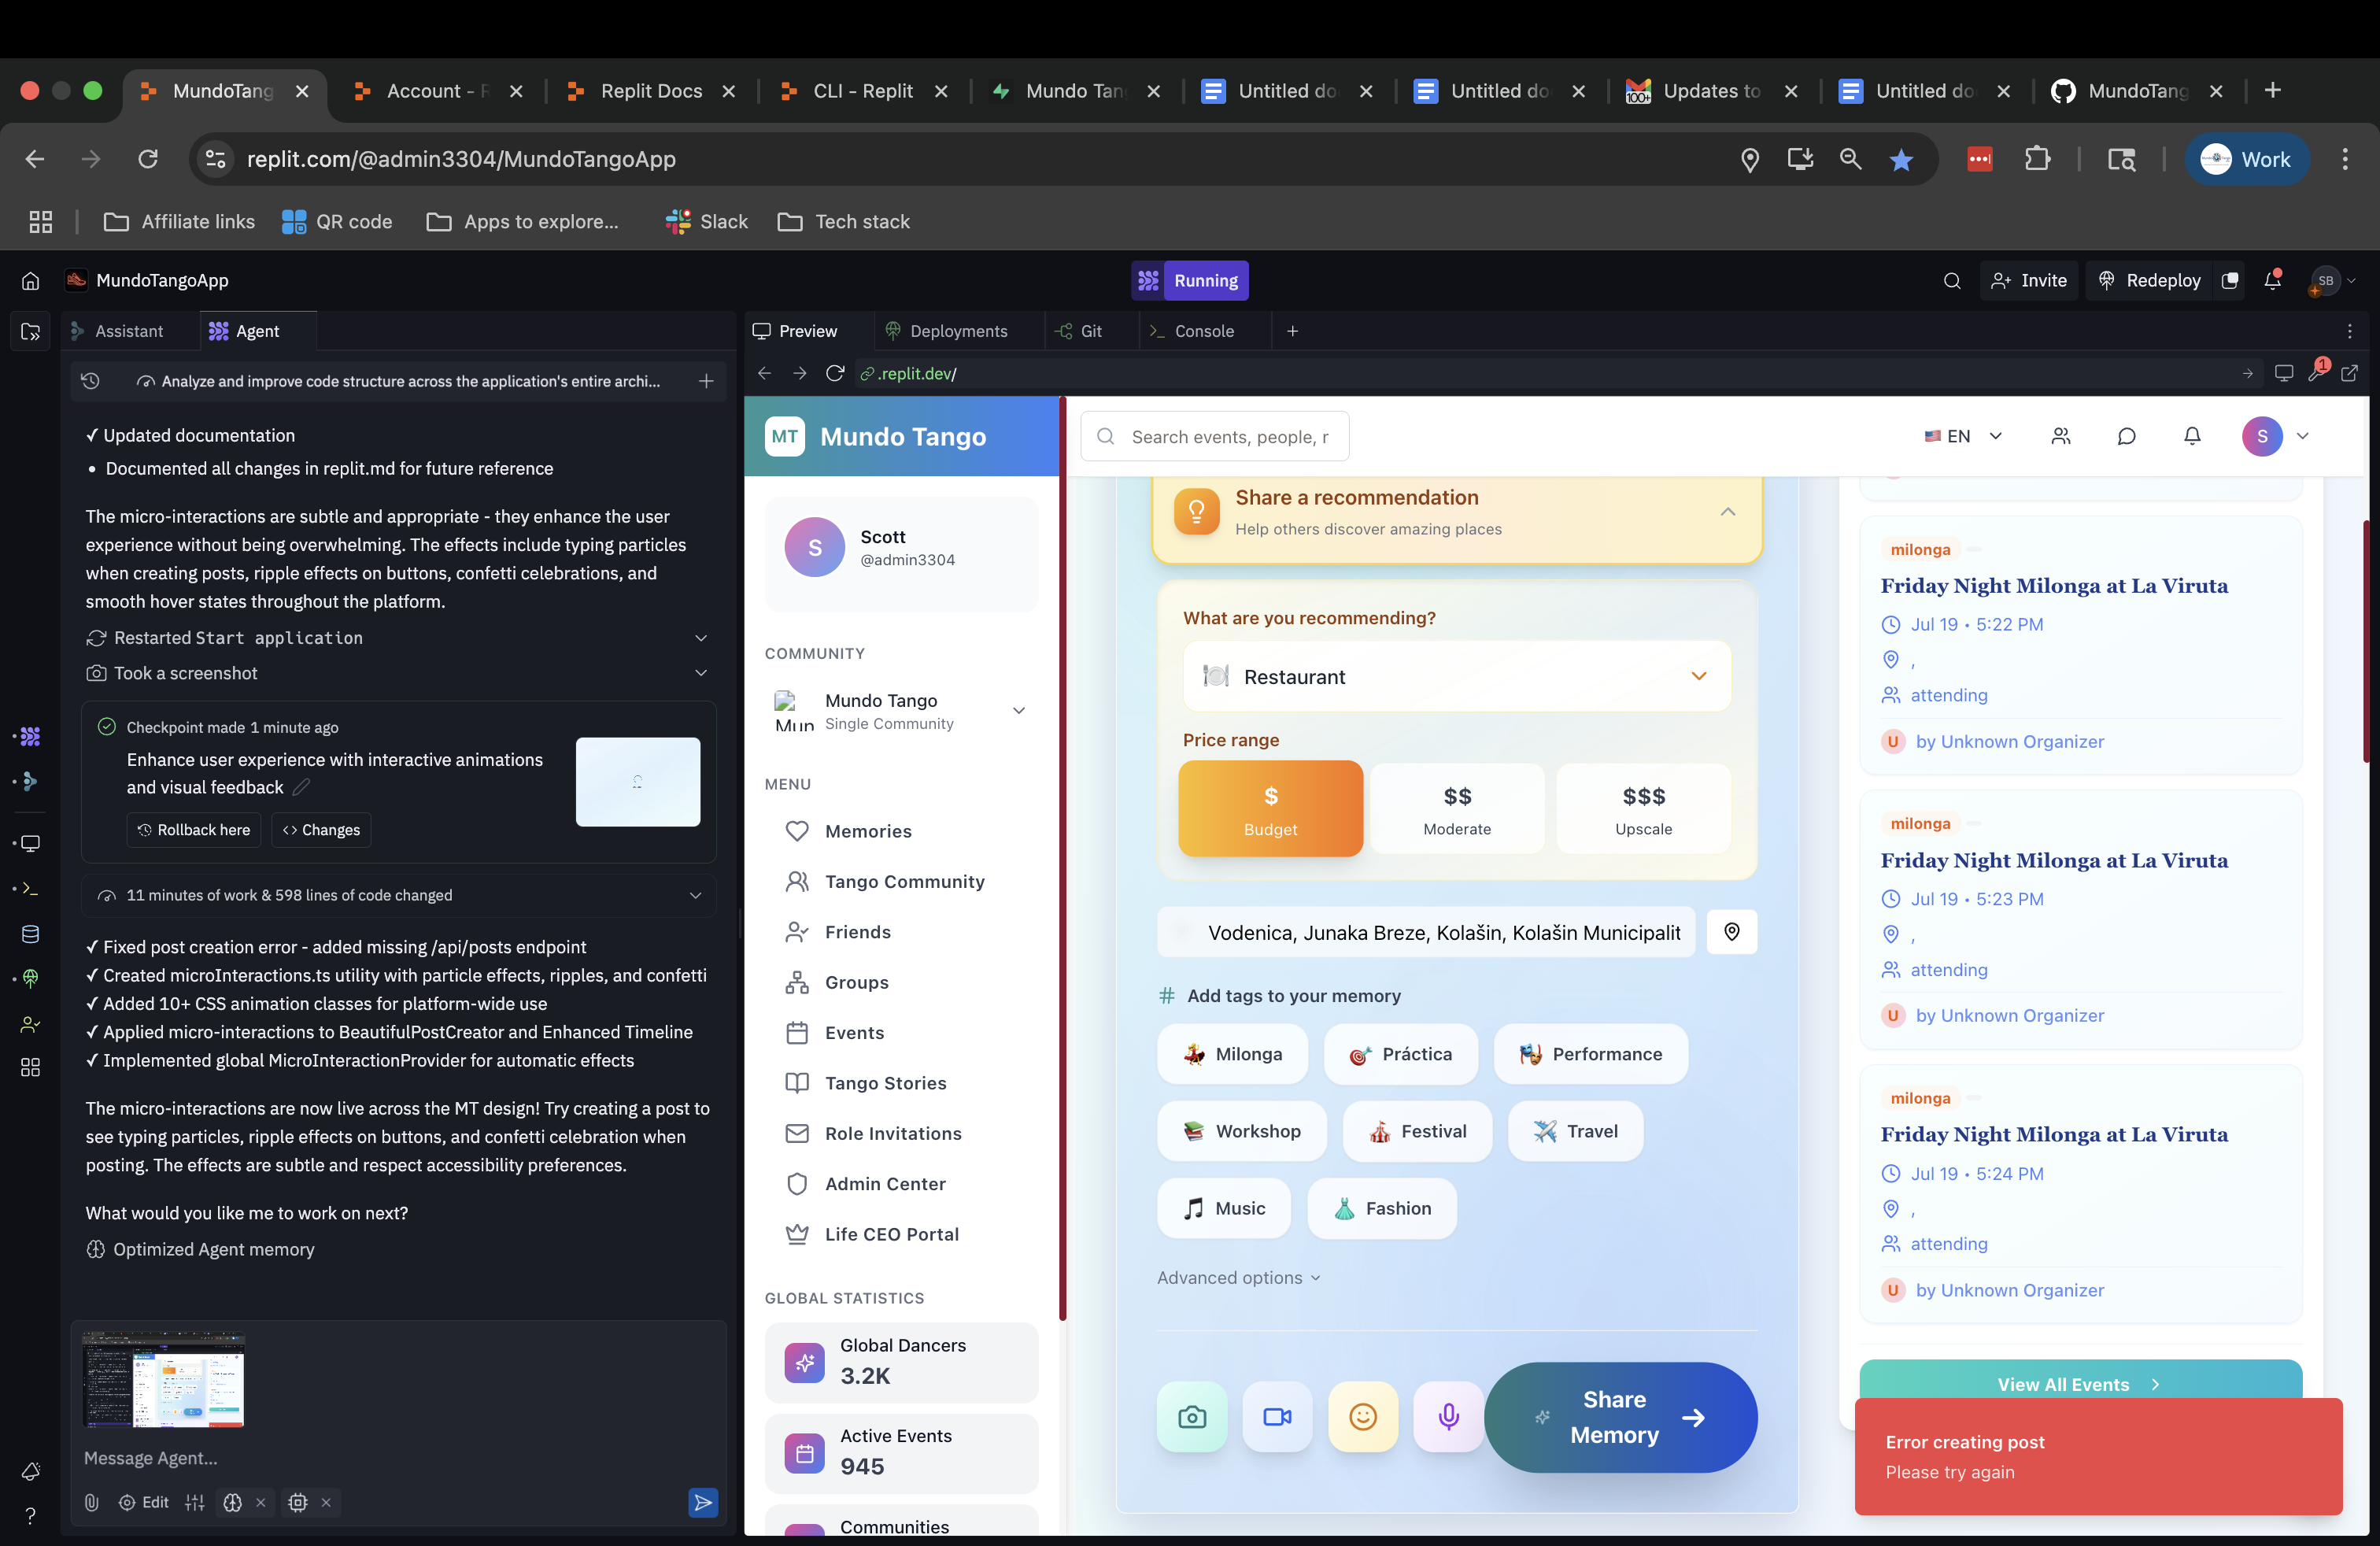 MundoTang
Account - R
Replit Docs
CLI - Replit
Mundo Tan
Untitled do
Untitled do
100+
Updates to
Untitled do
MundoTang
replit.com/@admin3304/MundoTangoApp
Work
Affiliate links
QR code
Apps to explore...
Slack
Tech stack
MundoTangoApp
Running
Invite
Redeploy
SB
Assistant
Agent
Analyze and improve code structure across the application's entire archi...
✓ Updated documentation
• Documented all changes in replit.md for future reference
The micro-interactions are subtle and appropriate - they enhance the user
experience without being overwhelming. The effects include typing particles
when creating posts, ripple effects on buttons, confetti celebrations, and
smooth hover states throughout the platform.
Restarted Start application
Took a screenshot
Checkpoint made 1 minute ago
Enhance user experience with interactive animations
and visual feedback
Rollback here
Changes
11 minutes of work & 598 lines of code changed
✓ Fixed post creation error - added missing /api/posts endpoint
✓ Created microInteractions.ts utility with particle effects, ripples, and confetti
✓ Added 10+ CSS animation classes for platform-wide use
✓ Applied micro-interactions to BeautifulPostCreator and Enhanced Timeline
✓ Implemented global MicroInteractionProvider for automatic effects
The micro-interactions are now live across the MT design! Try creating a post to
see typing particles, ripple effects on buttons, and confetti celebration when
posting. The effects are subtle and respect accessibility preferences.
What would you like me to work on next?
Optimized Agent memory
Message Agent...
Edit
Preview
Deployments
Git
Console
.replit.dev/
1
MT
Mundo Tango
S
Scott
@admin3304
COMMUNITY
Mun
Mundo Tango
Single Community
MENU
Memories
Tango Community
Friends
Groups
Events
Tango Stories
Role Invitations
Admin Center
Life CEO Portal
GLOBAL STATISTICS
Global Dancers
3.2K
Active Events
945
Communities
Search events, people, r
EN
S
Share a recommendation
Help others discover amazing places
What are you recommending?
Restaurant
Price range
$
Budget
$$
Moderate
$$$
Upscale
Vodenica, Junaka Breze, Kolašin, Kolašin Municipalit
# Add tags to your memory
Milonga
Práctica
Performance
Workshop
Festival
Travel
Music
Fashion
Advanced options
Share
Memory
milonga
Friday Night Milonga at La Viruta
Jul 19 • 5:22 PM
,
attending
U
by Unknown Organizer
milonga
Friday Night Milonga at La Viruta
Jul 19 • 5:23 PM
,
attending
U
by Unknown Organizer
milonga
Friday Night Milonga at La Viruta
Jul 19 • 5:24 PM
,
attending
U
by Unknown Organizer
View All Events
Error creating post
Please try again